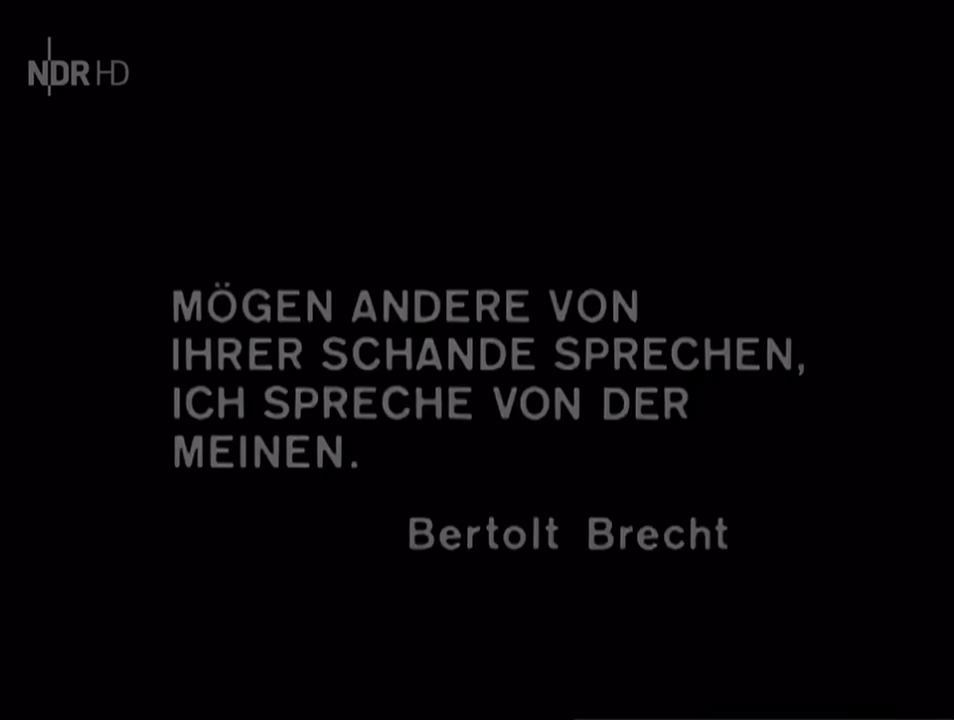 NDR HD
MÖGEN ANDERE VON
IHRER SCHANDE SPRECHEN,
ICH SPRECHE VON DER
MEINEN.
Bertolt Brecht